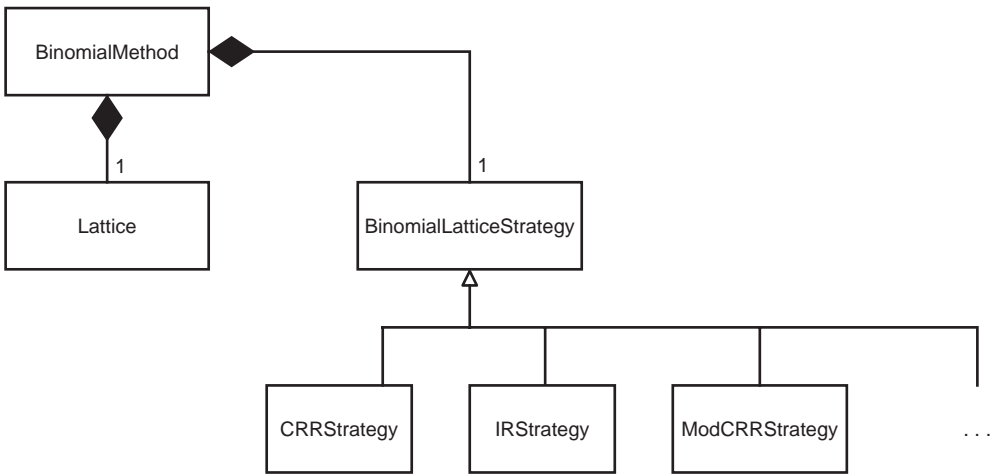 BinomialMethod
1
1
Lattice
BinomialLatticeStrategy
CRRStrategy
IRStrategy
ModCRRStrategy
. . .